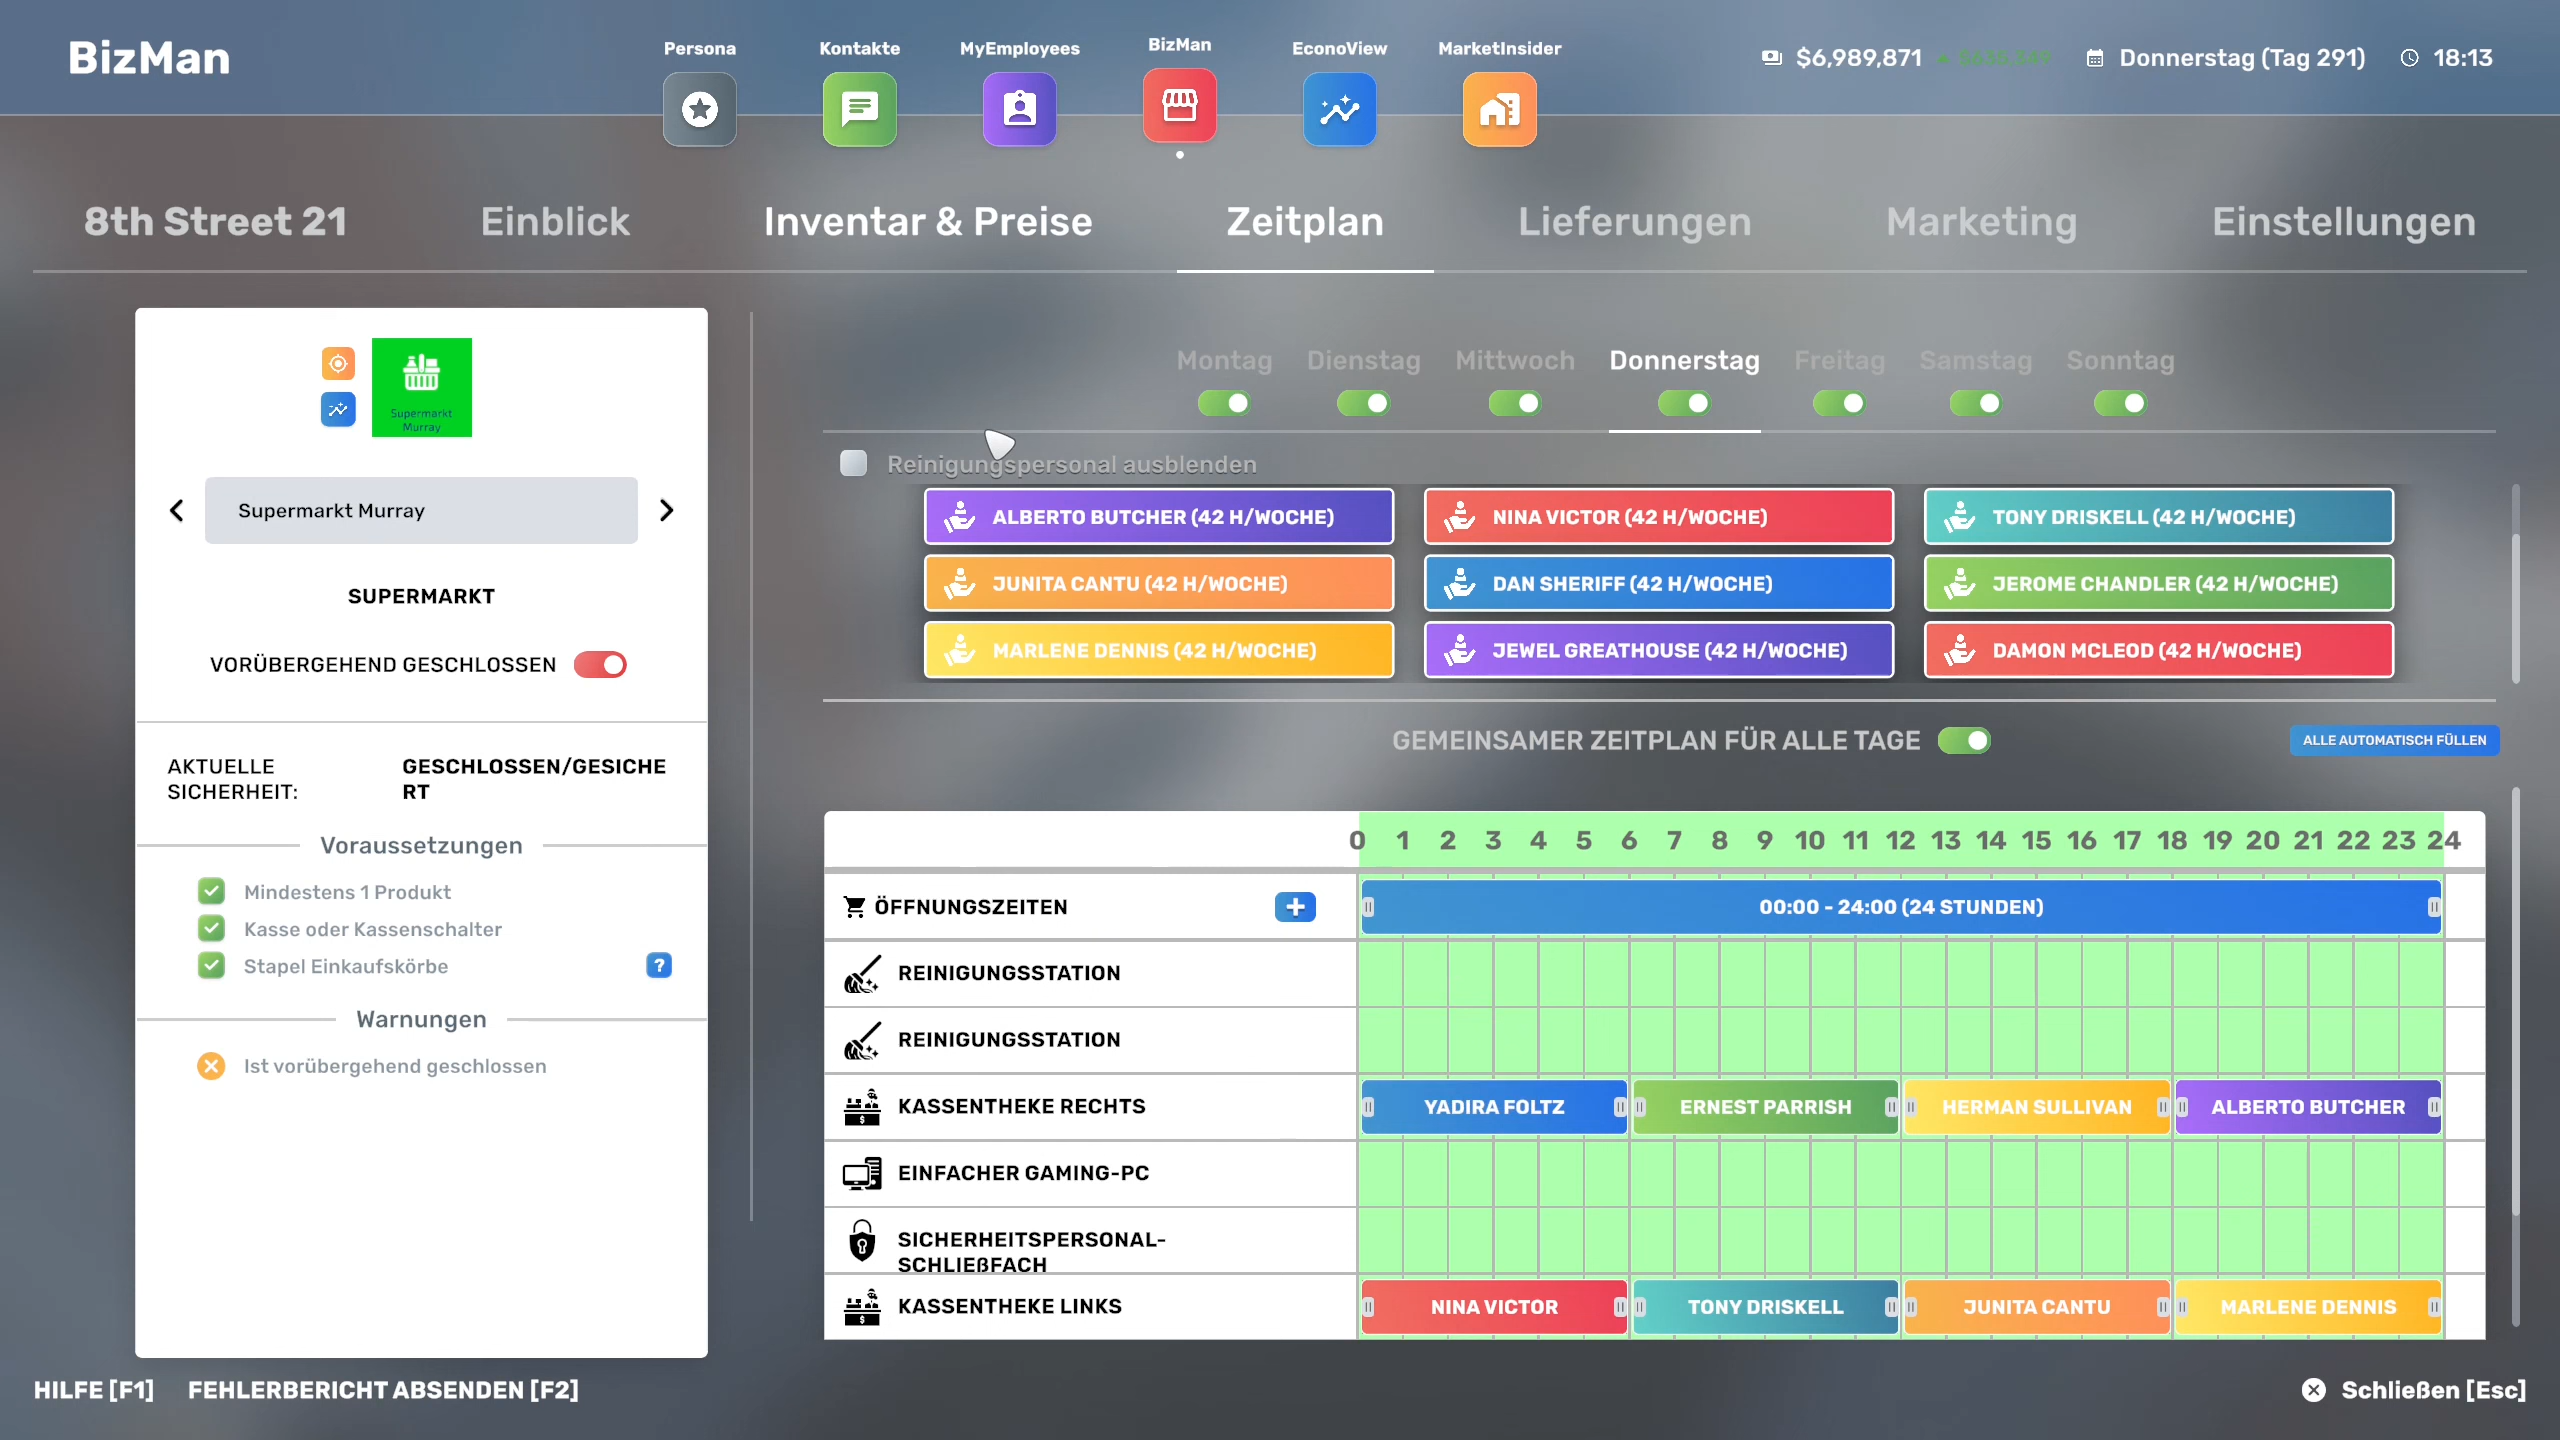 BizMan
Persona
Kontakte
MyEmployees
BizMan
EconoView
MarketInsider
$6,989,871
Donnerstag (Tag 291)
18:13
8th Street 21
Einblick
Inventar & Preise
Zeitplan
Lieferungen
Marketing
Einstellungen
Supermarkt
Murray
Supermarkt Murray
SUPERMARKT
VORÜBERGEHEND GESCHLOSSEN
AKTUELLE
SICHERHEIT:
GESCHLOSSEN/GESICHE
RT
Voraussetzungen
Mindestens 1 Produkt
Kasse oder Kassenschalter
Stapel Einkaufskörbe
?
Warnungen
Ist vorübergehend geschlossen
Montag
Dienstag
Mittwoch
Donnerstag
Freitag
Samstag
Sonntag
Reinigungspersonal ausblenden
ALBERTO BUTCHER (42 H/WOCHE)
NINA VICTOR (42 H/WOCHE)
TONY DRISKELL (42 H/WOCHE)
JUNITA CANTU (42 H/WOCHE)
DAN SHERIFF (42 H/WOCHE)
JEROME CHANDLER (42 H/WOCHE)
MARLENE DENNIS (42 H/WOCHE)
JEWEL GREATHOUSE (42 H/WOCHE)
DAMON MCLEOD (42 H/WOCHE)
GEMEINSAMER ZEITPLAN FÜR ALLE TAGE
ALLE AUTOMATISCH FÜLLEN
0 1 2 3 4 5 6 7 8 9 10 11 12 13 14 15 16 17 18 19 20 21 22 23 24
ÖFFNUNGSZEITEN
00:00 - 24:00 (24 STUNDEN)
REINIGUNGSSTATION
REINIGUNGSSTATION
KASSENTHEKE RECHTS
YADIRA FOLTZ
ERNEST PARRISH
HERMAN SULLIVAN
ALBERTO BUTCHER
EINFACHER GAMING-PC
SICHERHEITSPERSONAL-
SCHLIEßFACH
KASSENTHEKE LINKS
NINA VICTOR
TONY DRISKELL
JUNITA CANTU
MARLENE DENNIS
HILFE [F1]
FEHLERBERICHT ABSENDEN [F2]
Schließen [Esc]